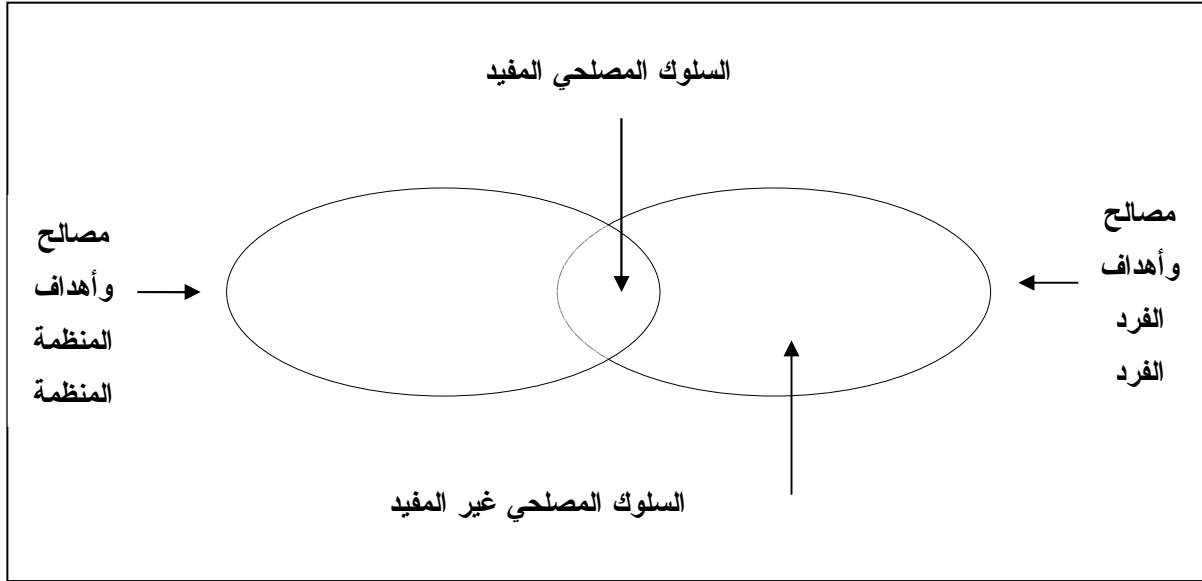 السلوك المصلحي المفيد
مصالح
وأهداف
الفرد
الفرد
مصالح
وأهداف
المنظمة
المنظمة
السلوك المصلحي غير المفيد